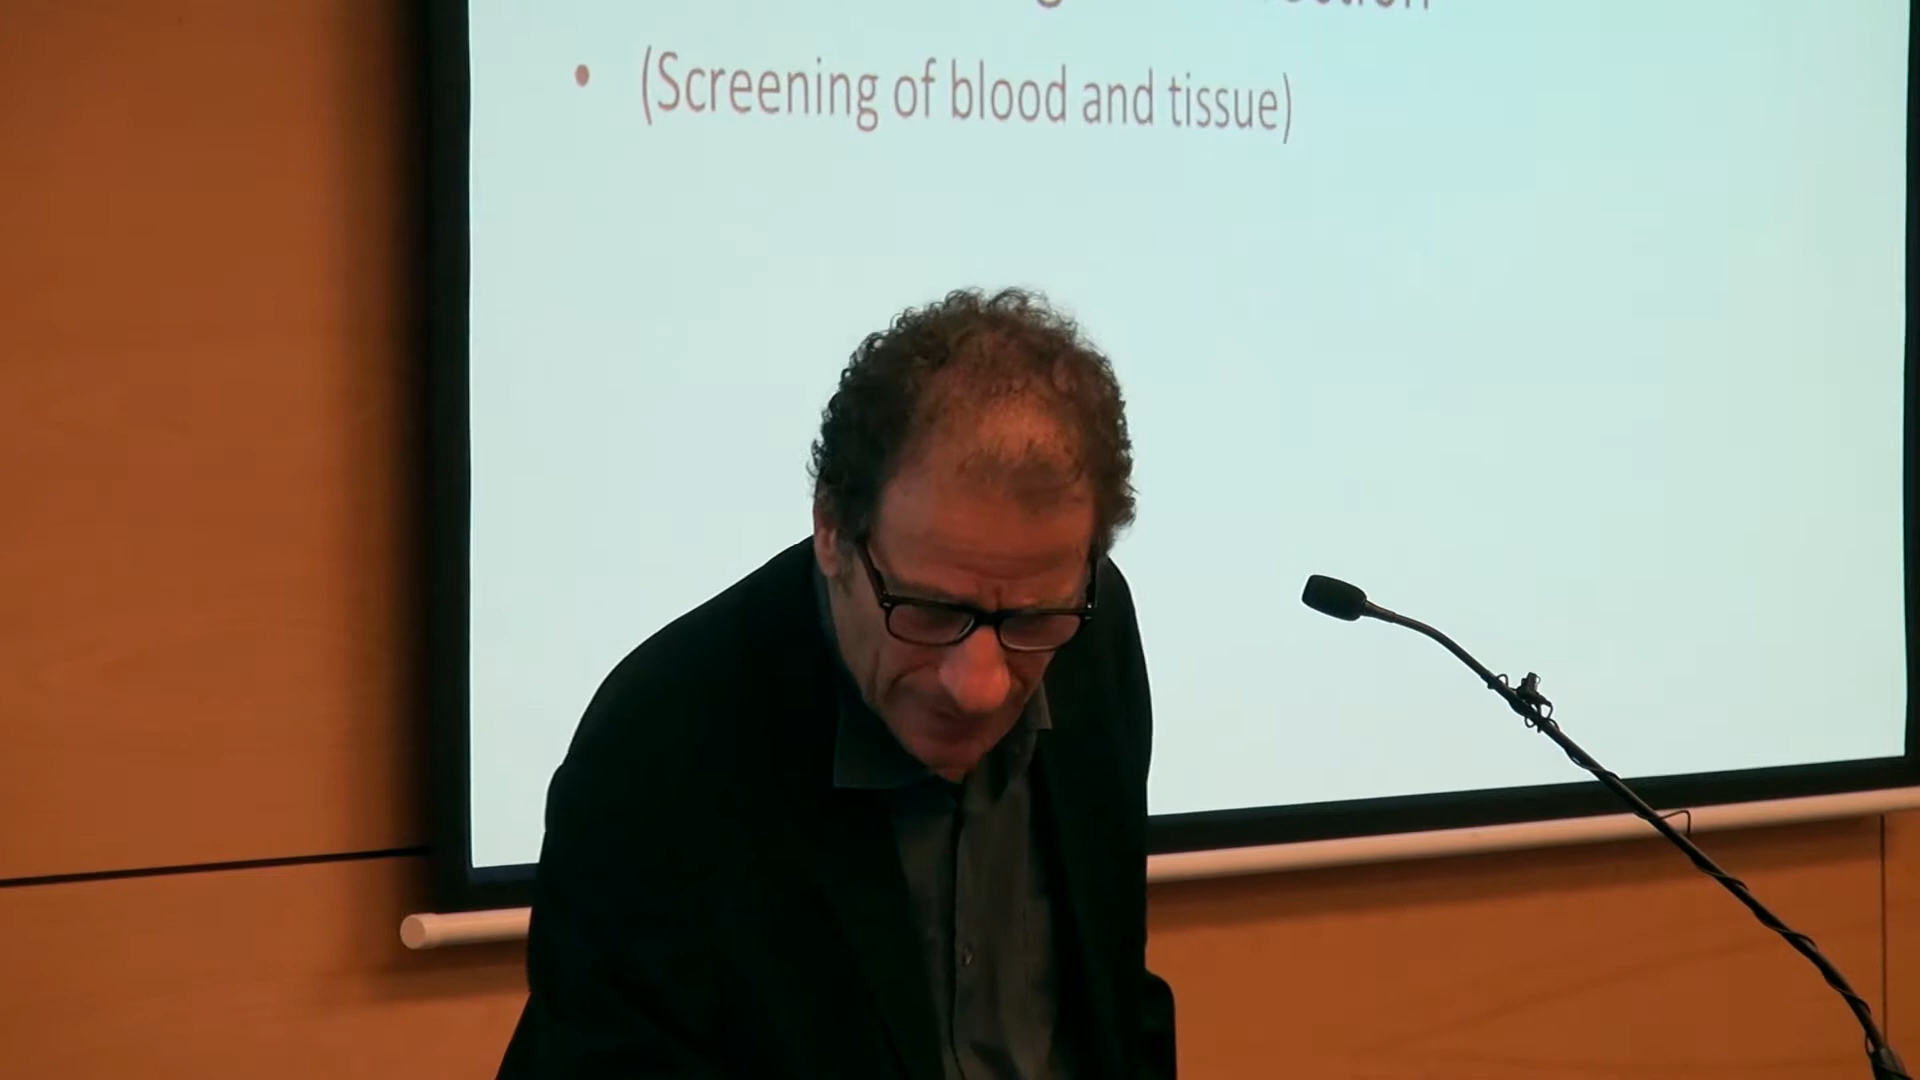 • (Screening of blood and tissue)